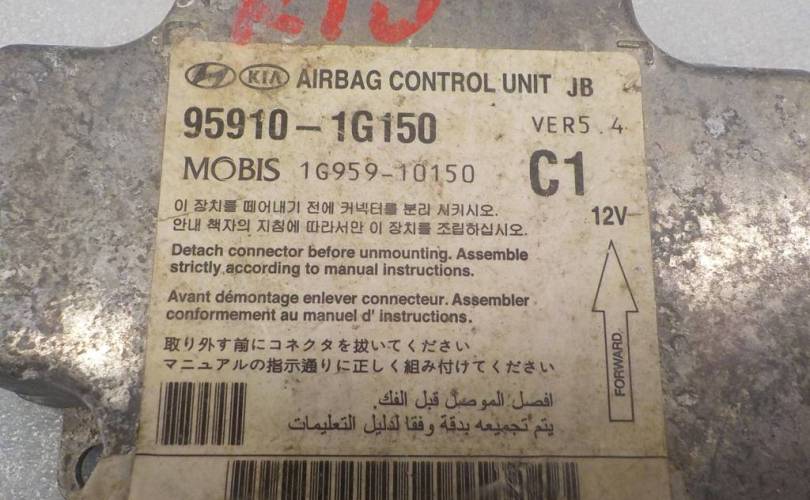 RIO
KIA AIRBAG CONTROL UNIT JB
95910-1G150 VER5.4
MOBIS 1G959-10150 C1
이 장치를 떼어내기 전에 커넥터를 분리 시키시오.
안내 책자의 지침에 따라서만 이 장치를 조립하십시오.
12V
Detach connector before unmounting. Assemble
strictly according to manual instructions.
Avant démontage enlever connecteur. Assembler
conformement au manuel d' instructions.
取り外す前にコネクタを抜いてください
マニュアルの指示通りに正しく組み付けてください
FORWARD
افصل الموصل قبل الفك.
يتم تجميعه بدقة وفقا لدليل التعليمات